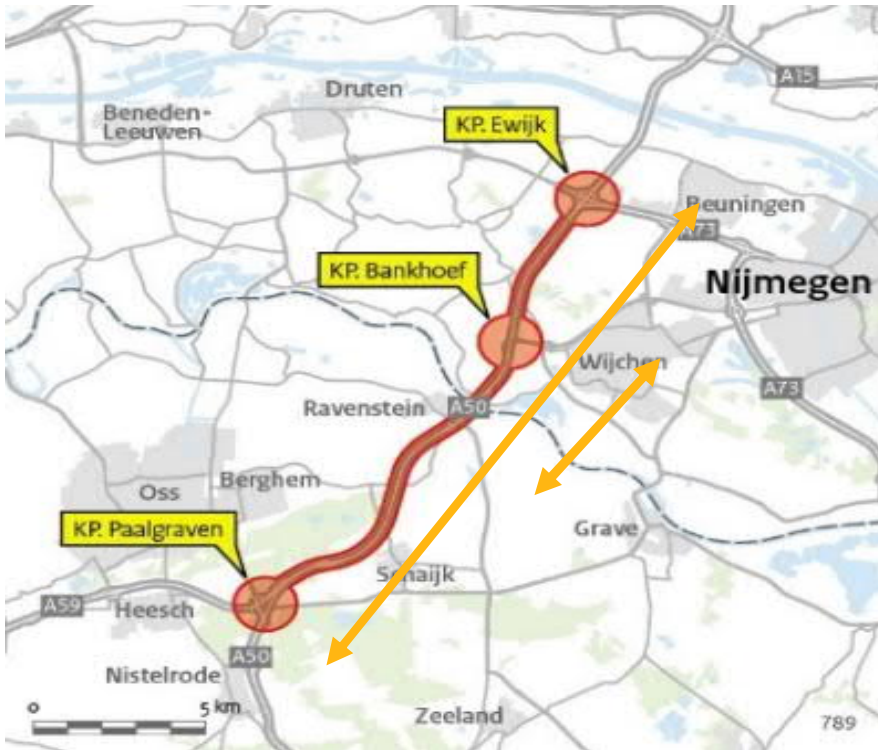 A15
Druten
Beneden-
Leeuwen
KP. Ewijk
Beuningen
A73
KP. Bankhoef
Nijmegen
Wijchen
A73
Ravenstein
A50
Berghem
Oss
KP. Paalgraven
Grave
Schaijk
A59
Heesch
A50
Nistelrode
0
5 km
Zeeland
789